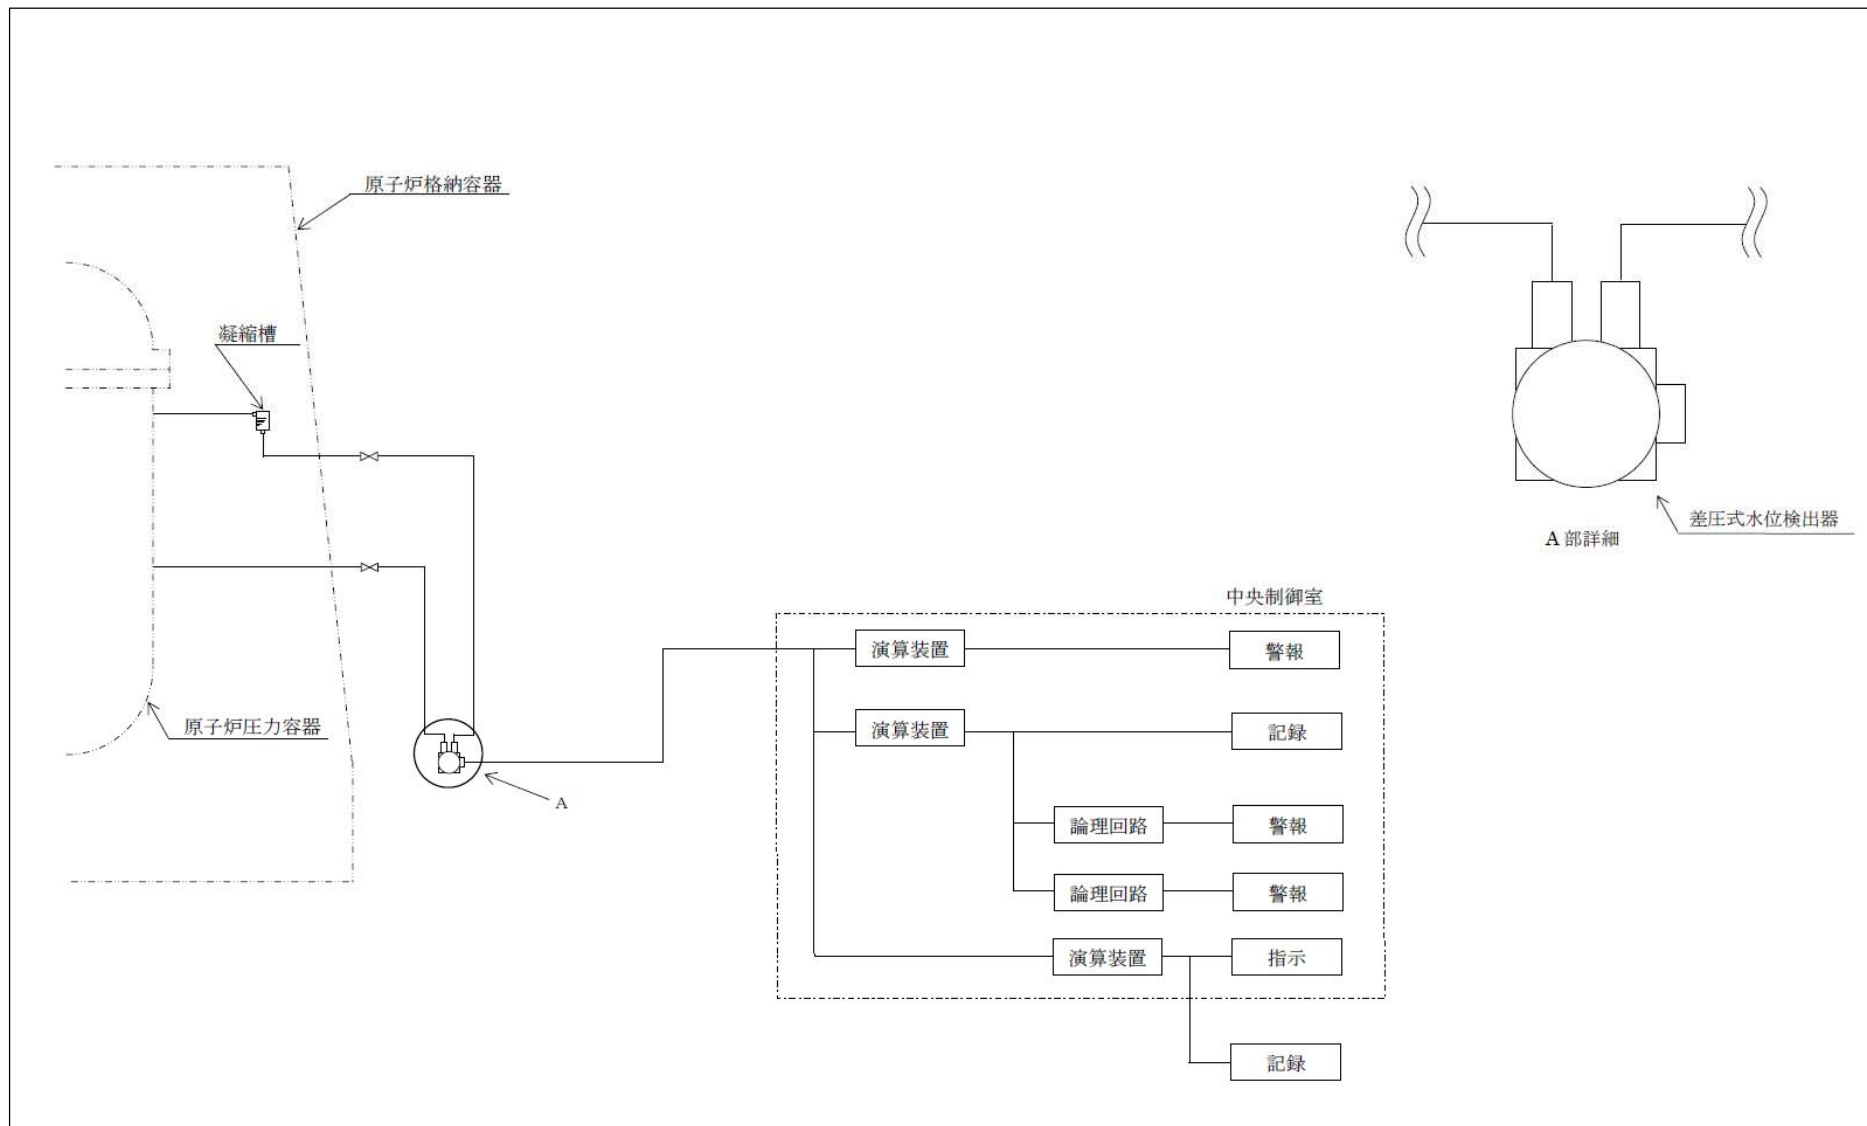 原子炉格納容器
凝縮槽
差圧式水位検出器
A 部詳細
中央制御室
演算装置
警報
原子炉圧力容器
演算装置
記録
A
論理回路
警報
論理回路
警報
演算装置
指示
記録